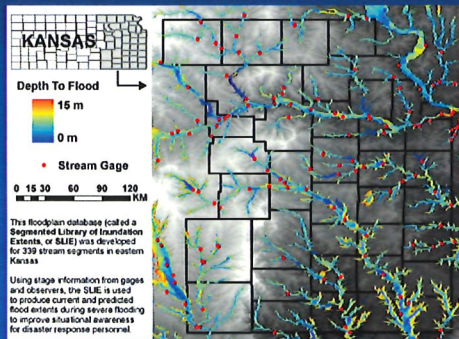 KANSAS
Depth To Flood
15 m
0 m
Stream Gage
0 15 30 60 90 120
KM
This floodplain database (called a
Segmented Library of Inundation
Extents, or SLIE) was developed
for 339 stream segments in eastern
Kansas
Using stage information from gages
and observers, the SLIE is used
to produce current and predicted
flood extents during severe flooding
to improve situational awareness
for disaster response personnel.